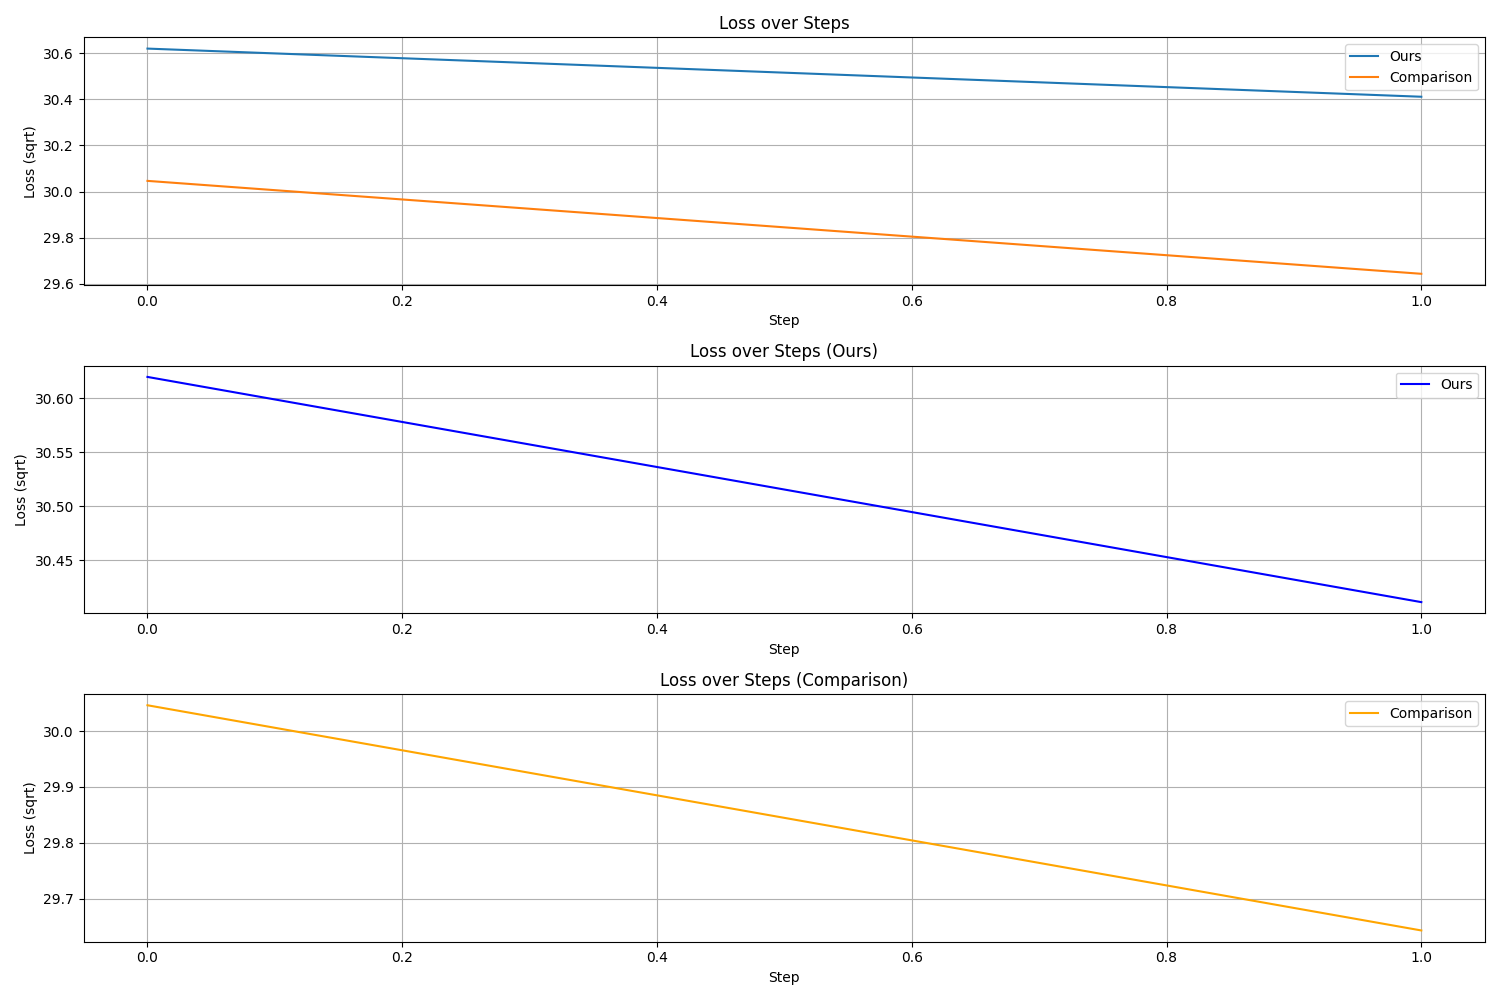 Loss over Steps
30.6
30.4
30.2
30.0
29.8
29.6
Loss (sqrt)
Ours
Comparison
0.0 0.2 0.4 0.6 0.8 1.0
Step
Loss over Steps (Ours)
30.60
30.55
30.50
30.45
Loss (sqrt)
Ours
0.0 0.2 0.4 0.6 0.8 1.0
Step
Loss over Steps (Comparison)
30.0
29.9
29.8
29.7
Loss (sqrt)
Comparison
0.0 0.2 0.4 0.6 0.8 1.0
Step